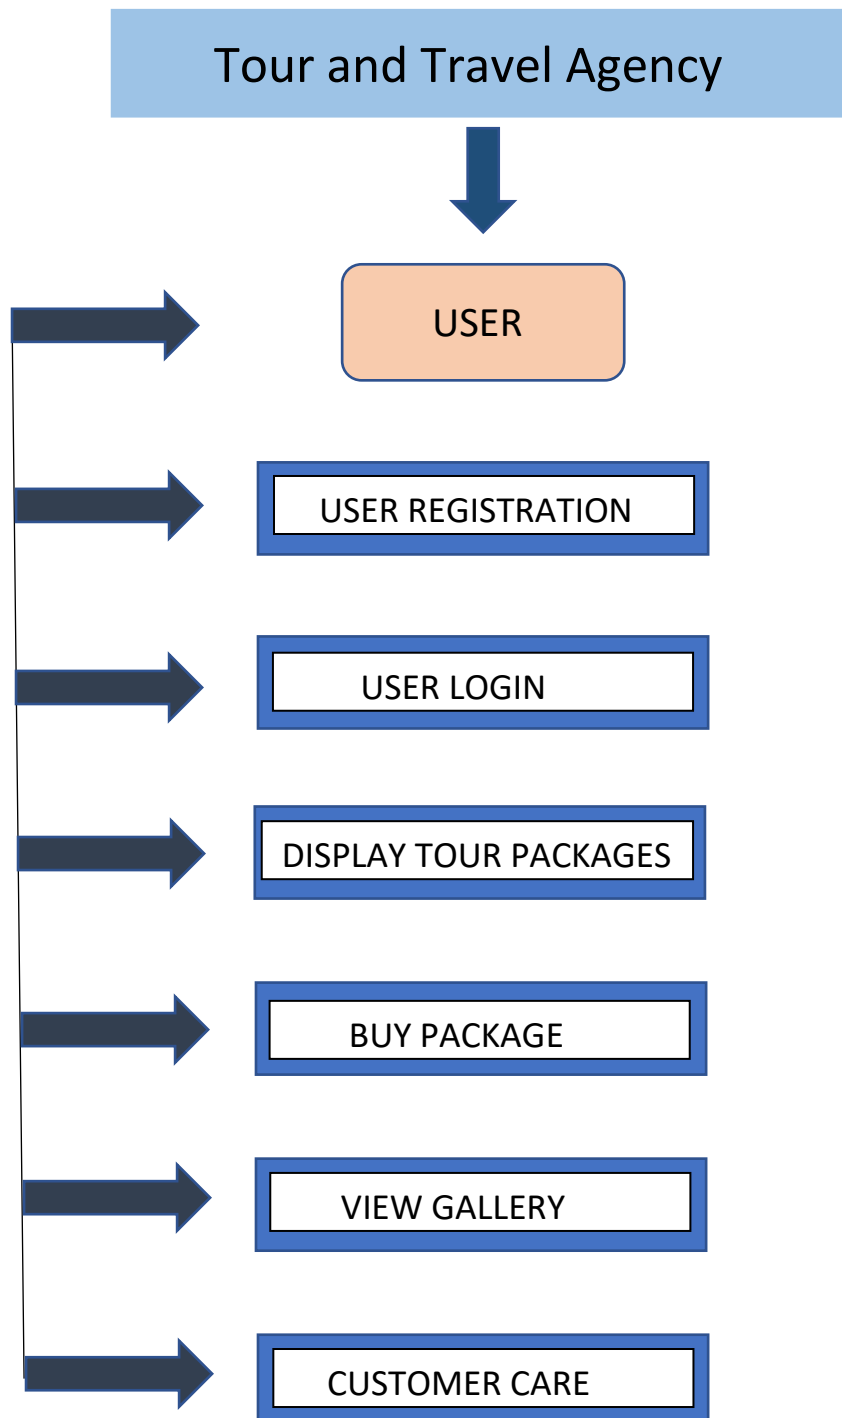 Tour and Travel Agency
USER
USER REGISTRATION
USER LOGIN
DISPLAY TOUR PACKAGES
BUY PACKAGE
VIEW GALLERY
CUSTOMER CARE